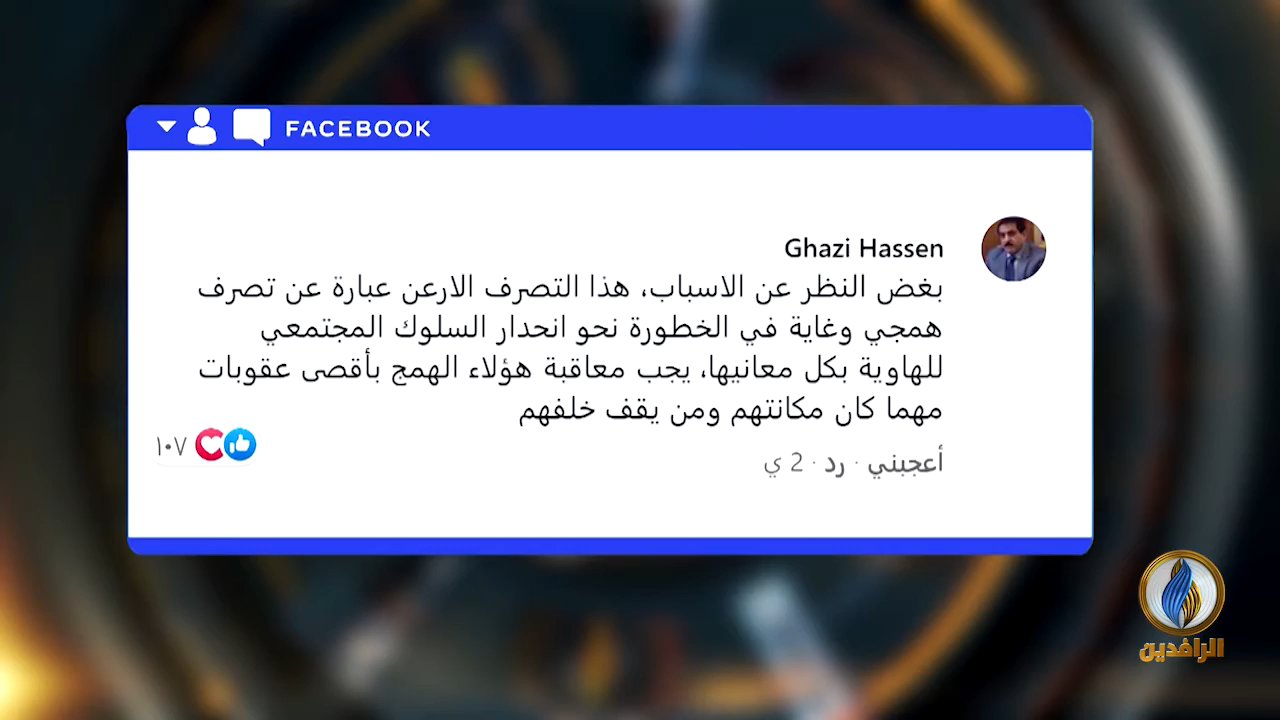 FACEBOOK
Ghazi Hassen
بغض النظر عن الاسباب، هذا التصرف الارعن عبارة عن تصرف
همجي وغاية في الخطورة نحو انحدار السلوك المجتمعي
للهاوية بكل معانيها، يجب معاقبة هؤلاء الهمج بأقصى عقوبات
مهما كان مكانتهم ومن يقف خلفهم
١٠٧
أعجبني · رد · 2 ي
الرافدين